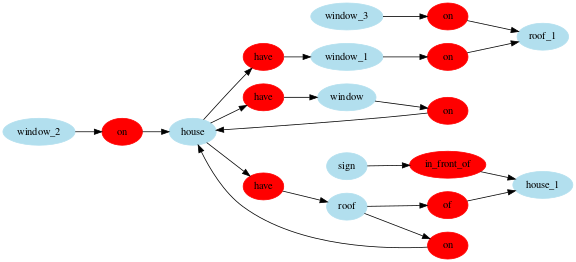 window_3 on
roof_1
have window_1 on
have window
on
window_2 on house
sign in_front_of
have house_1
roof of
on